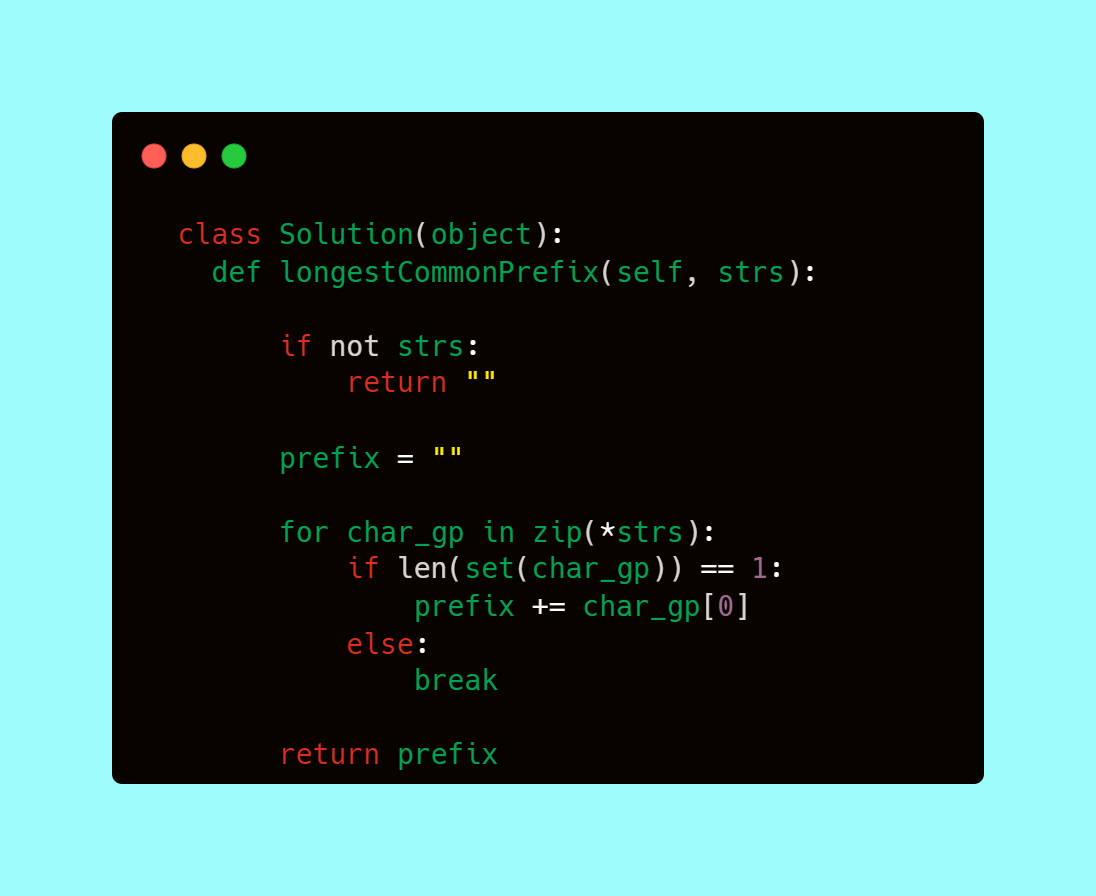 class Solution(object):
  def longestCommonPrefix(self, strs):
      if not strs:
          return ""
      prefix = ""
      for char_gp in zip(*strs):
          if len(set(char_gp)) == 1:
              prefix += char_gp[0]
          else:
              break
      return prefix